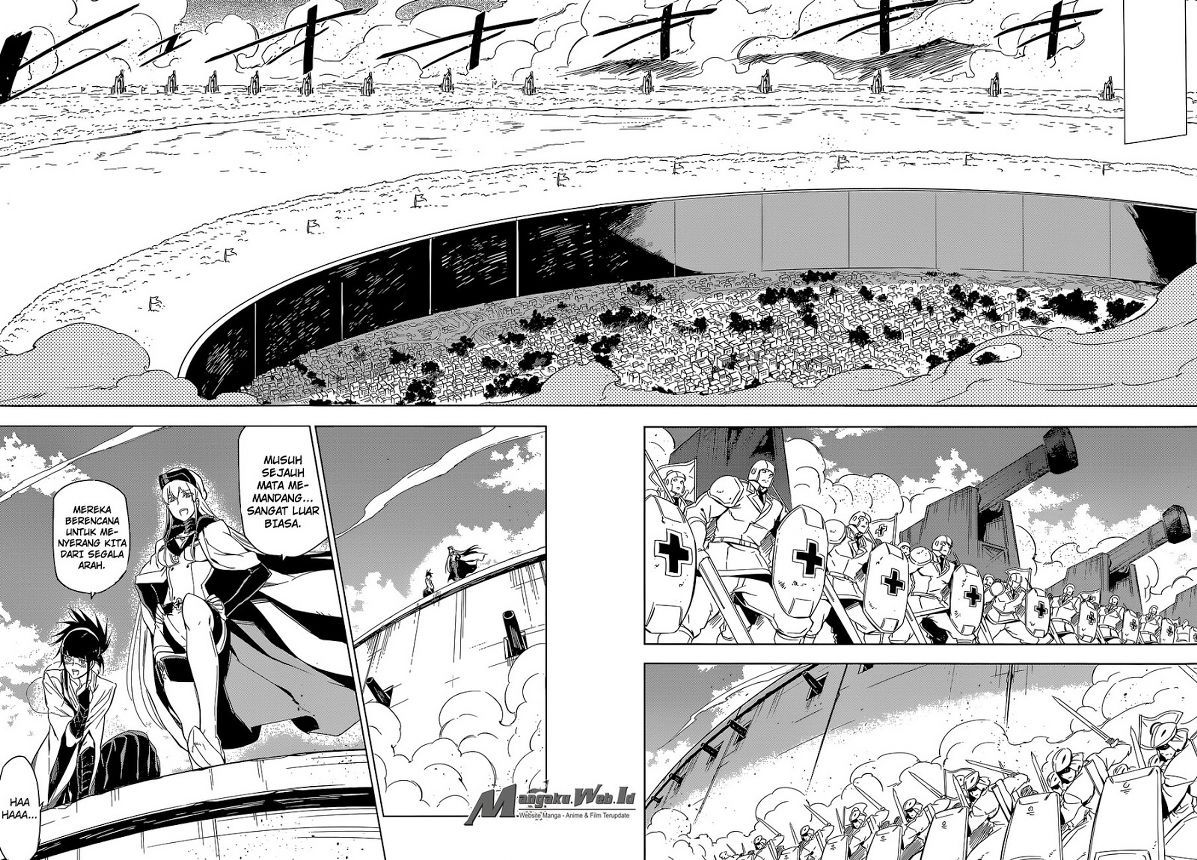 MUSUH
SEJAUH
MATA ME-
MANDANG...
SANGAT LUAR
BIASA.
MEREKA
BERENCANA
UNTUK ME-
NYERANG KITA
DARI SEGALA
ARAH.
HAA
HAAA...
Mangaku.Web.Id
Website Manga - Anime & Film Terupdate